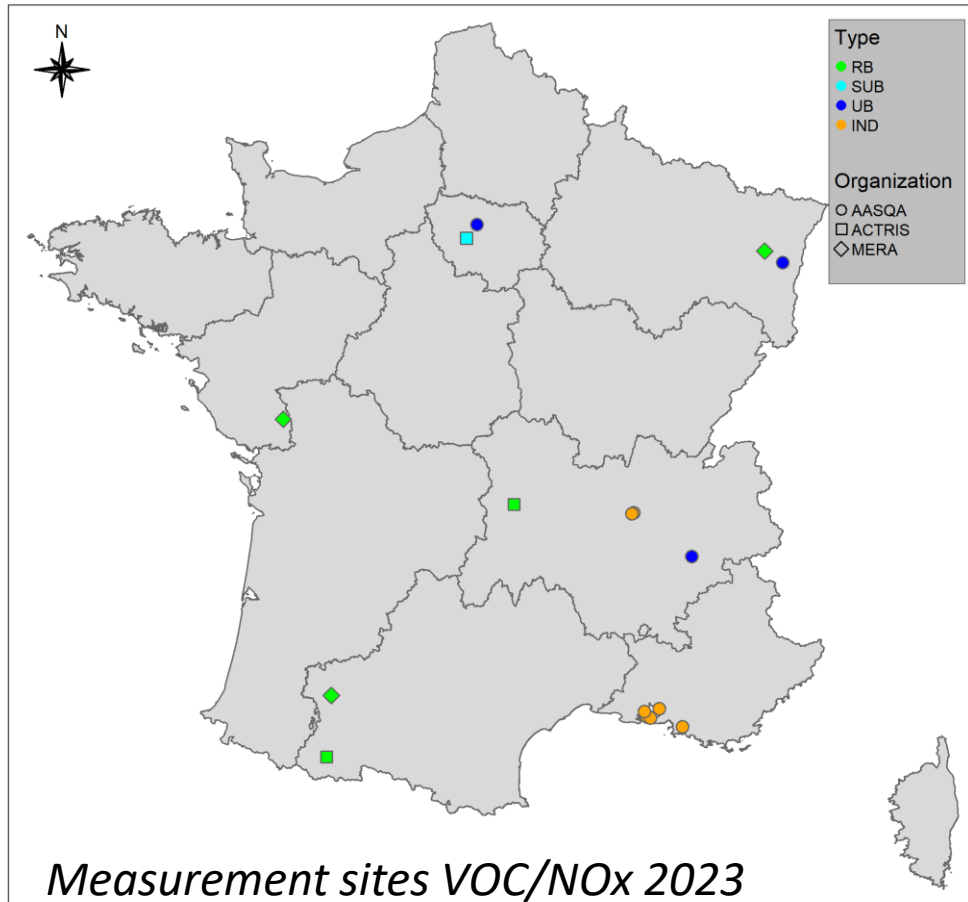 N
Type
RB
SUB
UB
IND
Organization
AASQA
ACTRIS
MERA
Measurement sites VOC/NOx 2023